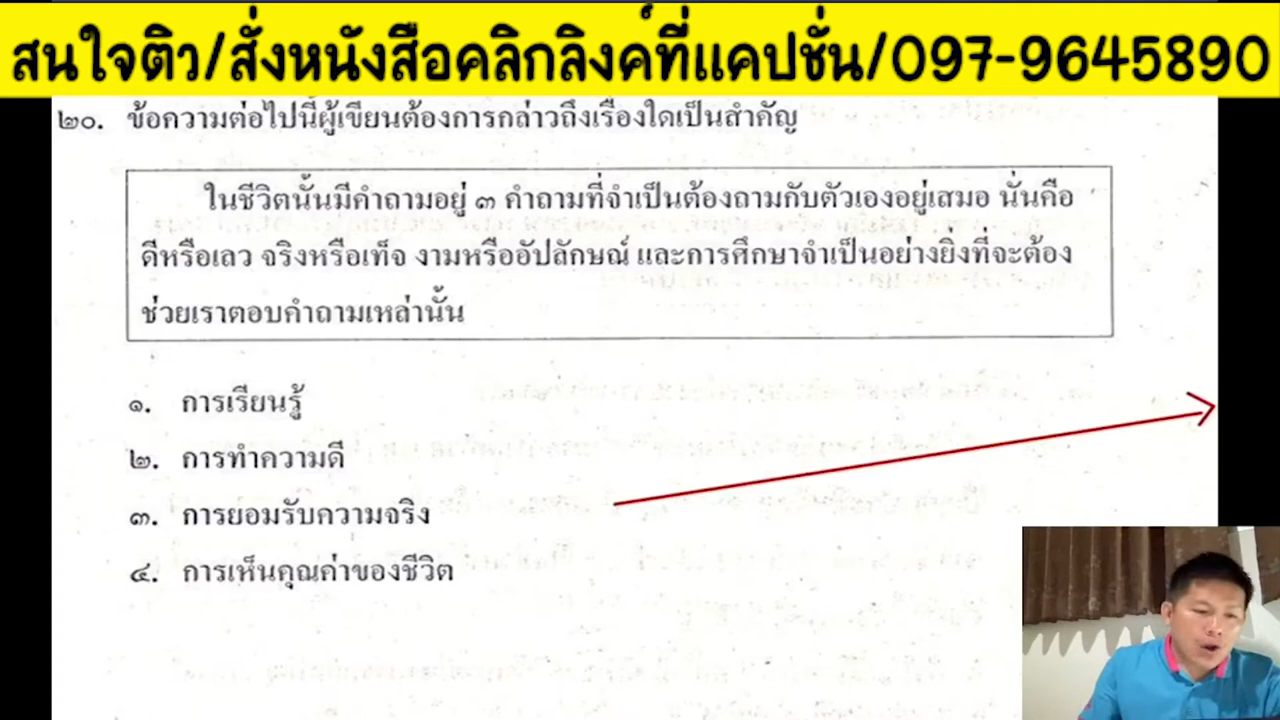 สนใจติว/สั่งหนังสือคลิกลิงค์ที่แคปชั่น/097-9645890
๒๐. ข้อความต่อไปนี้ผู้เขียนต้องการกล่าวถึงเรื่องใดเป็นสำคัญ
ในชีวิตนั้นมีคำถามอยู่ ๓ คำถามที่จำเป็นต้องถามกับตัวเองอยู่เสมอ นั่นคือ
ดีหรือเลว จริงหรือเท็จ งามหรืออัปลักษณ์ และการศึกษาจำเป็นอย่างยิ่งที่จะต้อง
ช่วยเราตอบคำถามเหล่านั้น
๑. การเรียนรู้
๒. การทำความดี
๓. การยอมรับความจริง
๔. การเห็นคุณค่าของชีวิต